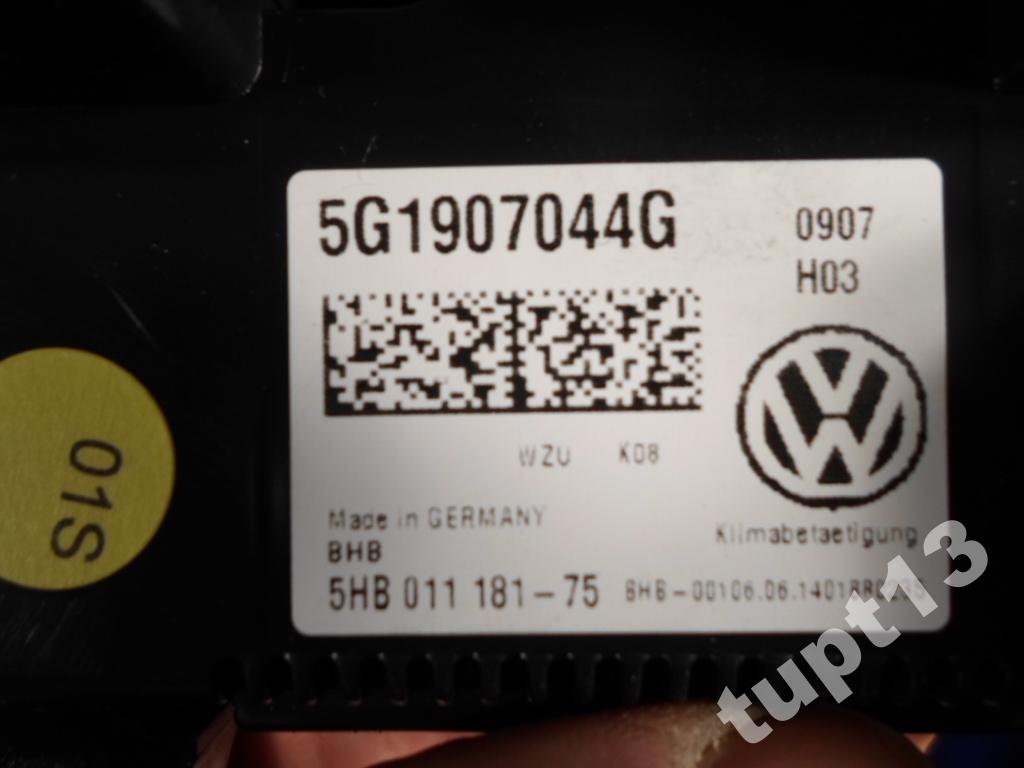 5G1907044G
0907
H03
WZU K08
Made in GERMANY
Klimabetaetigung
BHB
5HB 011 181-75
01S
tupt13